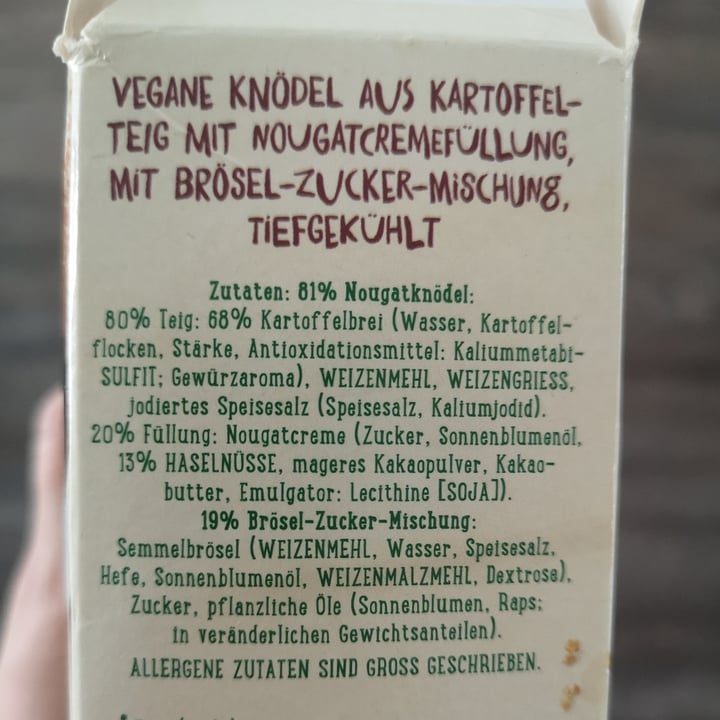 VEGANE KNÖDEL AUS KARTOFFEL-
TEIG MIT NOUGATCREMEFÜLLUNG,
MIT BRÖSEL-ZUCKER-MISCHUNG,
TIEFGEKÜHLT
Zutaten: 81% Nougatknödel:
80% Teig: 68% Kartoffelbrei (Wasser, Kartoffel-
flocken, Stärke, Antioxidationsmittel: Kaliummetabi-
SULFIT; Gewürzaroma), WEIZENMEHL, WEIZENGRIESS,
jodiertes Speisesalz (Speisesalz, Kaliumjodid).
20% Füllung: Nougatcreme (Zucker, Sonnenblumenöl,
13% HASELNÜSSE, mageres Kakaopulver, Kakao-
butter, Emulgator: Lecithine [SOJA]).
19% Brösel-Zucker-Mischung:
Semmelbrösel (WEIZENMEHL, Wasser, Speisesalz,
Hefe, Sonnenblumenöl, WEIZENMALZMEHL, Dextrose),
Zucker, pflanzliche Öle (Sonnenblumen, Raps;
in veränderlichen Gewichtsanteilen).
ALLERGENE ZUTATEN SIND GROSS GESCHRIEBEN.